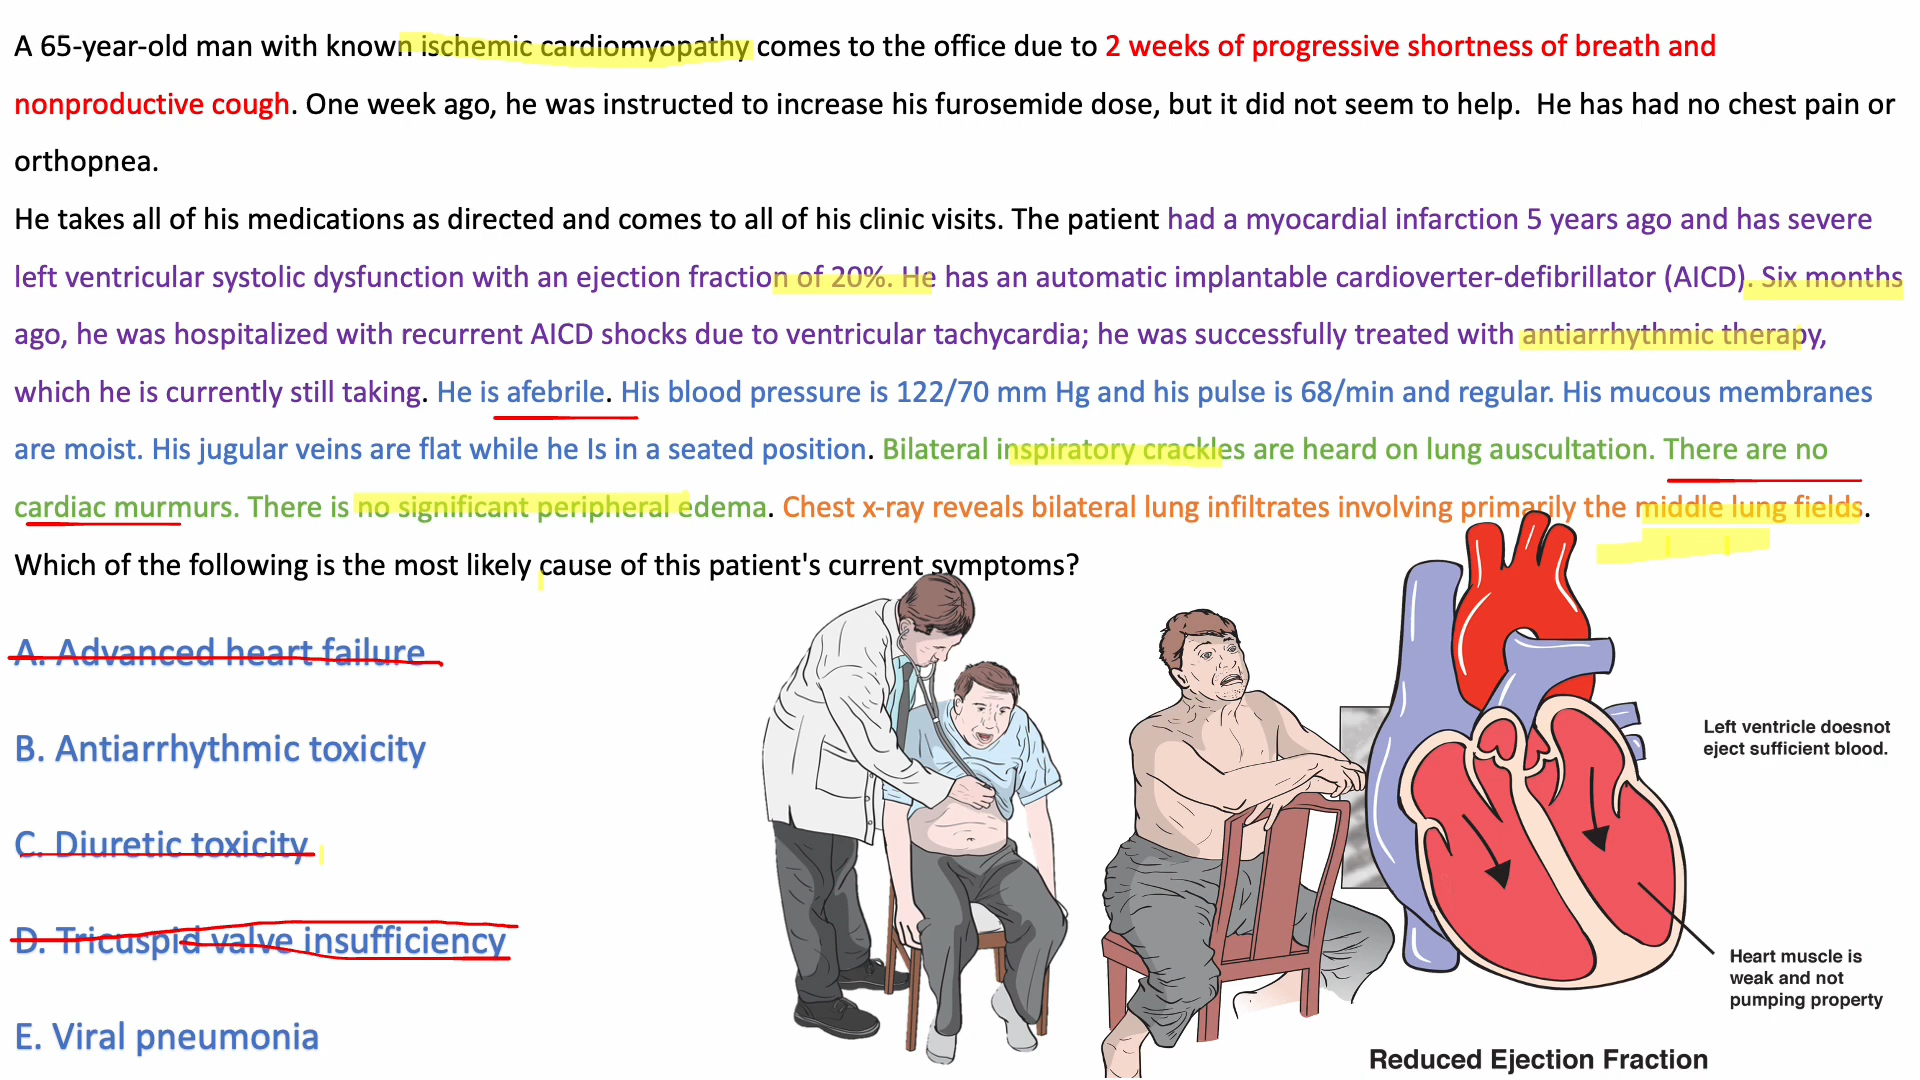 A 65-year-old man with known ischemic cardiomyopathy comes to the office due to 2 weeks of progressive shortness of breath and
nonproductive cough. One week ago, he was instructed to increase his furosemide dose, but it did not seem to help. He has had no chest pain or
orthopnea.
He takes all of his medications as directed and comes to all of his clinic visits. The patient had a myocardial infarction 5 years ago and has severe
left ventricular systolic dysfunction with an ejection fraction of 20%. He has an automatic implantable cardioverter-defibrillator (AICD). Six months
ago, he was hospitalized with recurrent AICD shocks due to ventricular tachycardia; he was successfully treated with antiarrhythmic therapy,
which he is currently still taking. He is afebrile. His blood pressure is 122/70 mm Hg and his pulse is 68/min and regular. His mucous membranes
are moist. His jugular veins are flat while he Is in a seated position. Bilateral inspiratory crackles are heard on lung auscultation. There are no
cardiac murmurs. There is no significant peripheral edema. Chest x-ray reveals bilateral lung infiltrates involving primarily the middle lung fields.
Which of the following is the most likely cause of this patient's current symptoms?
A. Advanced heart failure
B. Antiarrhythmic toxicity
C. Diuretic toxicity
D. Tricuspid valve insufficiency
E. Viral pneumonia
Left ventricle doesnot
eject sufficient blood.
Heart muscle is
weak and not
pumping property
Reduced Ejection Fraction